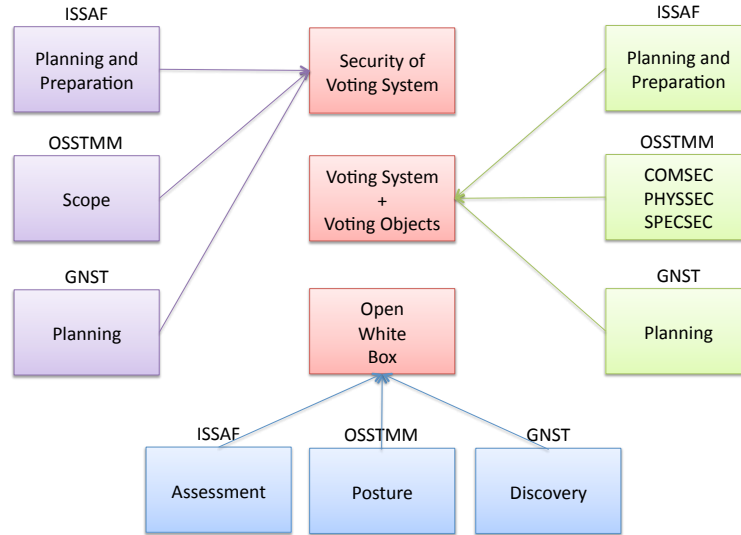 ISSAF
Planning and
Preparation
OSSTMM
Scope
GNST
Planning
Security of
Voting System
Voting System
+
Voting Objects
Open
White
Box
ISSAF
Planning and
Preparation
OSSTMM
COMSEC
PHYSSEC
SPECSEC
GNST
Planning
ISSAF
Assessment
OSSTMM
Posture
GNST
Discovery